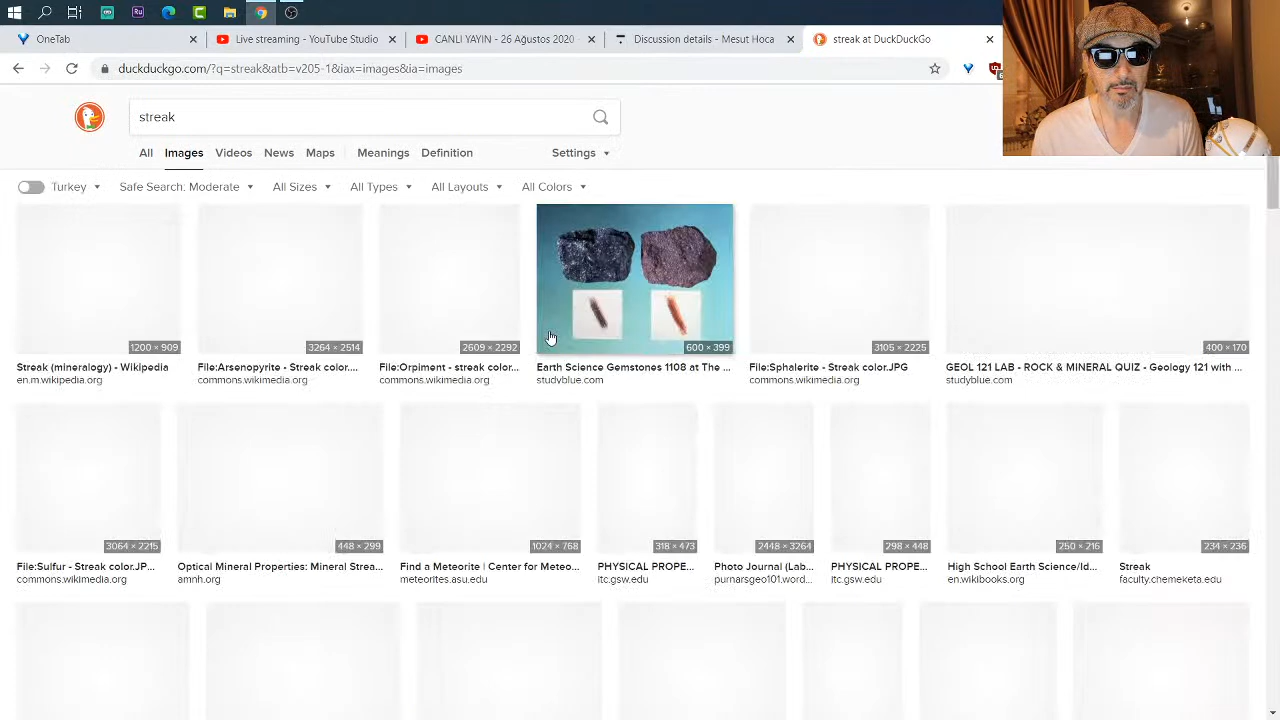 OneTab
Live streaming - YouTube Studio
CANLI YAYIN - 26 Ağustos 2020 -
Discussion details - Mesut Hoca
streak at DuckDuckGo
duckduckgo.com/?q=streak&atb=v205-1&iax=images&ia=images
streak
All Images Videos News Maps Meanings Definition Settings
Turkey Safe Search: Moderate All Sizes All Types All Layouts All Colors
1200 × 909 3264 × 2514 2609 × 2292 600 × 399 3105 × 2225 400 × 170
Streak (mineralogy) - Wikipedia File:Arsenopyrite - Streak color.... File:Orpiment - streak color... Earth Science Gemstones 1108 at The ... File:Sphalerite - Streak color.JPG GEOL 121 LAB - ROCK & MINERAL QUIZ - Geology 121 with ...
en.m.wikipedia.org commons.wikimedia.org commons.wikimedia.org studyblue.com commons.wikimedia.org studyblue.com
3064 × 2215 448 × 299 1024 × 768 318 × 473 2448 × 3264 298 × 448 250 × 216 234 × 236
File:Sulfur - Streak color.JP... Optical Mineral Properties: Mineral Strea... Find a Meteorite | Center for Meteo... PHYSICAL PROPE... Photo Journal (Lab... PHYSICAL PROPE... High School Earth Science/Id... Streak
commons.wikimedia.org amnh.org meteorites.asu.edu itc.gsw.edu purnarsgeo101.word... itc.gsw.edu en.wikibooks.org faculty.chemeketa.edu